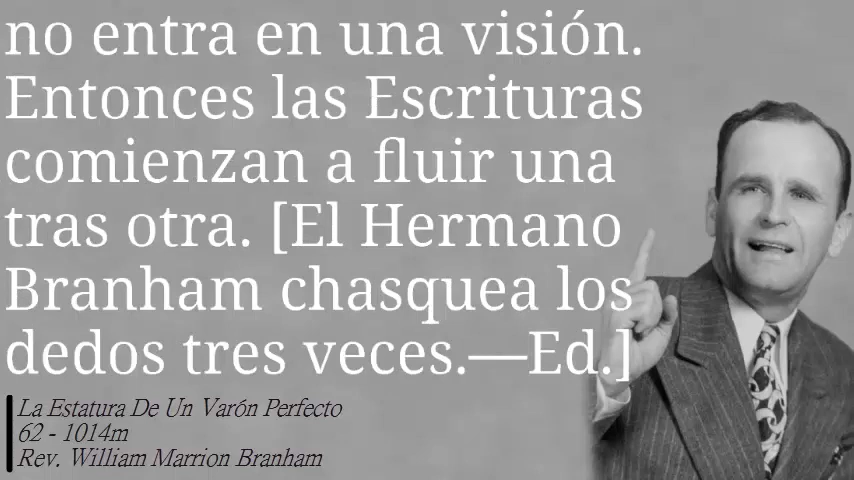 no entra en una visión.
Entonces las Escrituras
comienzan a fluir una
tras otra. [El Hermano
Branham chasquea los
dedos tres veces.—Ed.]
La Estatura De Un Varón Perfecto
62 - 1014m
Rev. William Marrion Branham